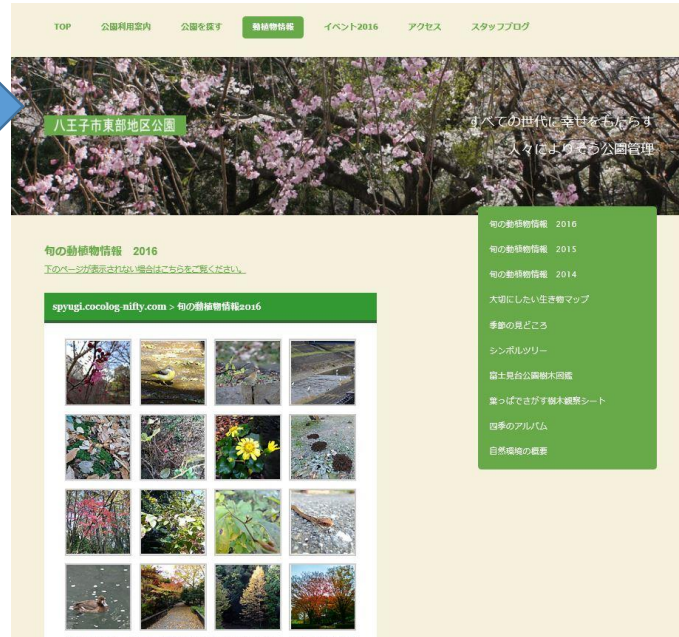 TOP
公園利用案内
公園を探す
動植物情報
イベント2016
アクセス
スタッフブログ
八王子市東部地区公園
すべての世代に幸せをもたらす
人々によりそう公園管理
旬の動植物情報 2016
旬の動植物情報 2015
旬の動植物情報 2014
大切にしたい生き物マップ
季節の見どころ
シンボルツリー
富士見台公園樹木図鑑
葉っぱでさがす樹木観察シート
四季のアルバム
自然環境の概要
旬の動植物情報 2016
下のページが表示されない場合はこちらをご覧ください。
spyugi.cocolog-nifty.com > 旬の動植物情報2016